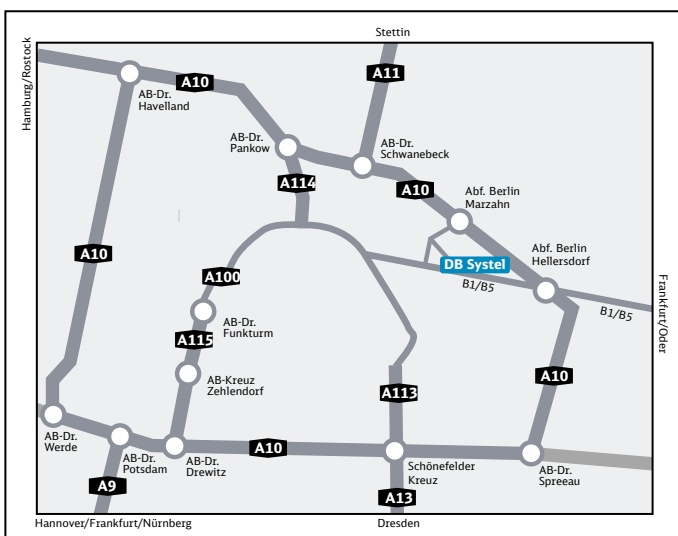 Stettin
Hamburg/Rostock
A10
AB-Dr.
Havelland
A11
AB-Dr.
Pankow
AB-Dr.
Schwanebeck
A114
A10
Abf. Berlin
Marzahn
A10
Abf. Berlin
Hellersdorf
DB Systel
B1/B5
A100
B1/B5
Frankfurt/Oder
AB-Dr.
Funkturm
A115
AB-Kreuz
Zehlendorf
A10
A113
AB-Dr.
Werde
AB-Dr.
Potsdam
AB-Dr.
Drewitz
A10
Schönefelder
Kreuz
AB-Dr.
Spreeau
A9
A13
Hannover/Frankfurt/Nürnberg
Dresden